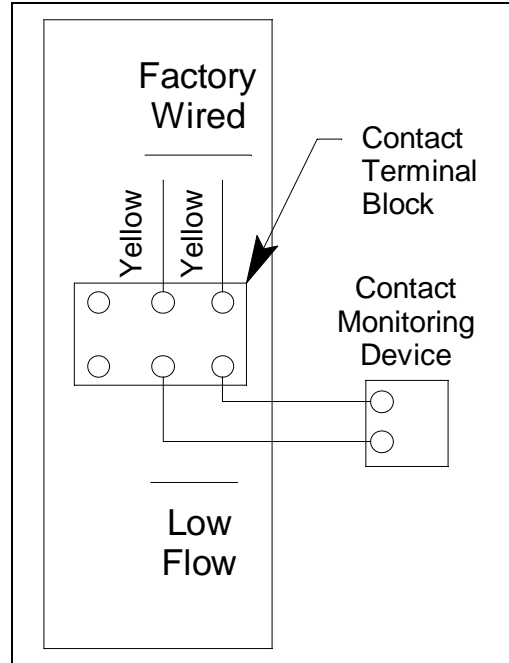 Factory
Wired
Yellow
Yellow
Contact
Terminal
Block
Contact
Monitoring
Device
Low
Flow